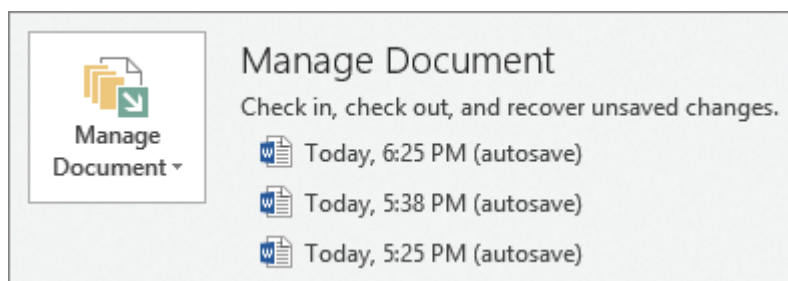 Manage Document
Check in, check out, and recover unsaved changes.
Manage
Document
Today, 6:25 PM (autosave)
Today, 5:38 PM (autosave)
Today, 5:25 PM (autosave)